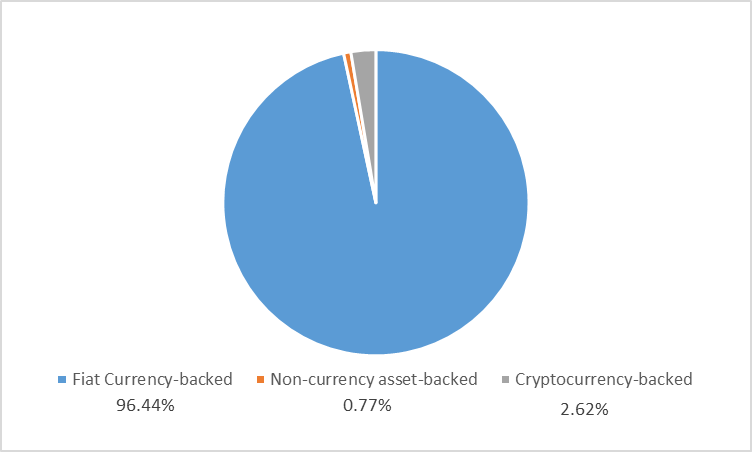 Fiat Currency-backed Non-currency asset-backed Cryptocurrency-backed
96.44% 0.77% 2.62%